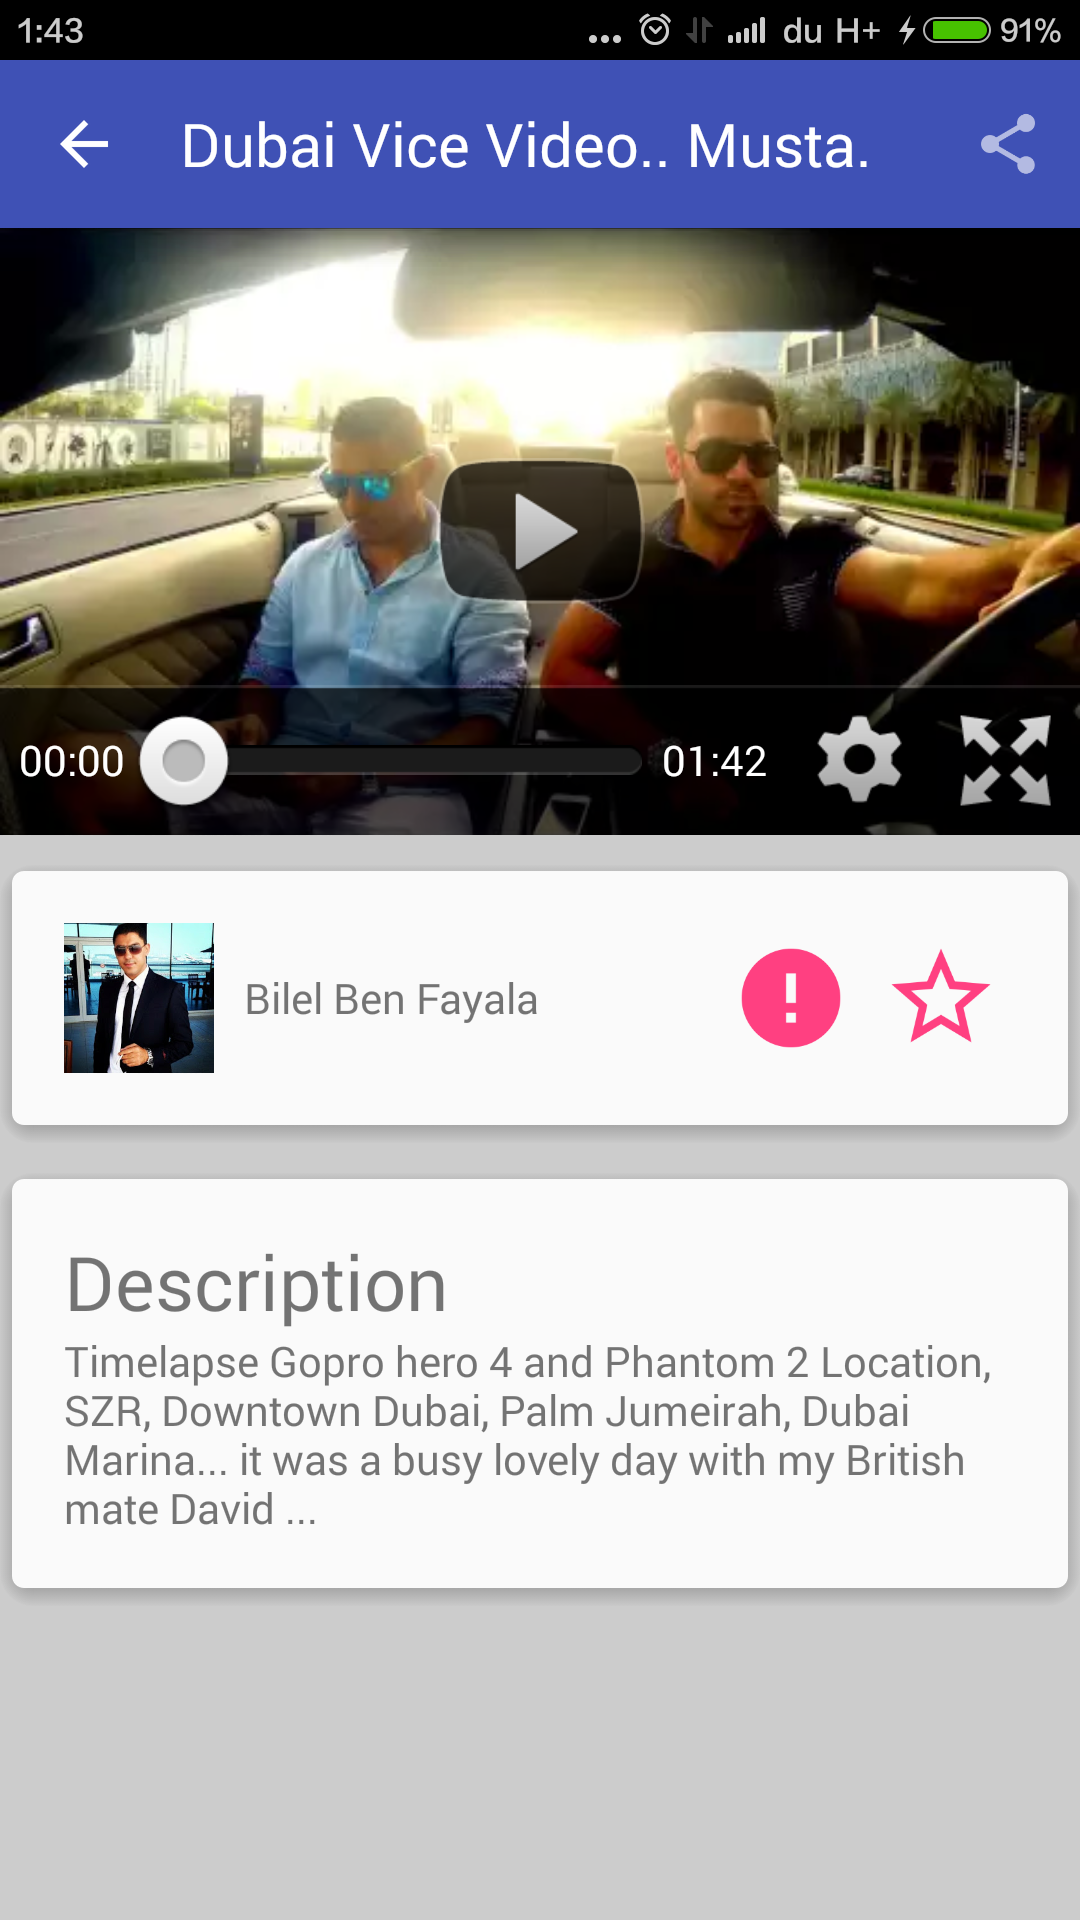 1:43
... du H+ 91%
Dubai Vice Video.. Musta.
00:00
01:42
Bilel Ben Fayala
Description
Timelapse Gopro hero 4 and Phantom 2 Location,
SZR, Downtown Dubai, Palm Jumeirah, Dubai
Marina... it was a busy lovely day with my British
mate David ...